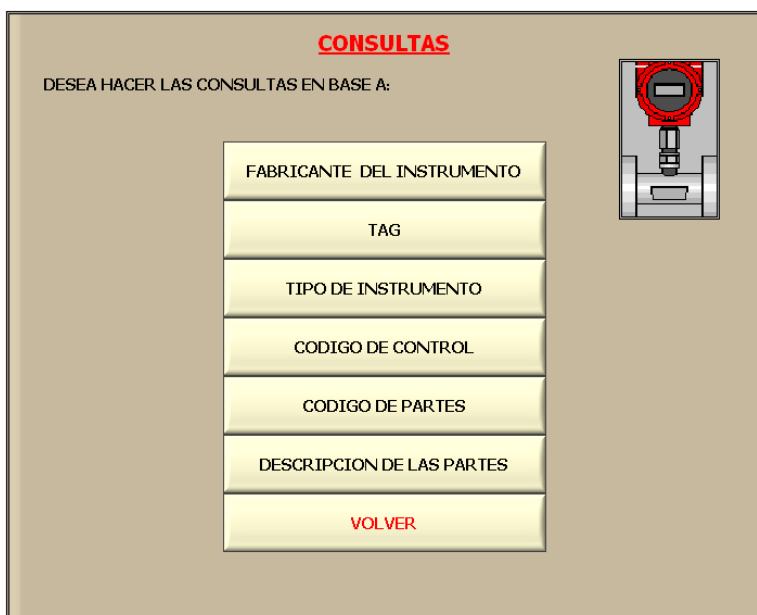 CONSULTAS
DESEA HACER LAS CONSULTAS EN BASE A:
FABRICANTE DEL INSTRUMENTO
TAG
TIPO DE INSTRUMENTO
CODIGO DE CONTROL
CODIGO DE PARTES
DESCRIPCION DE LAS PARTES
VOLVER